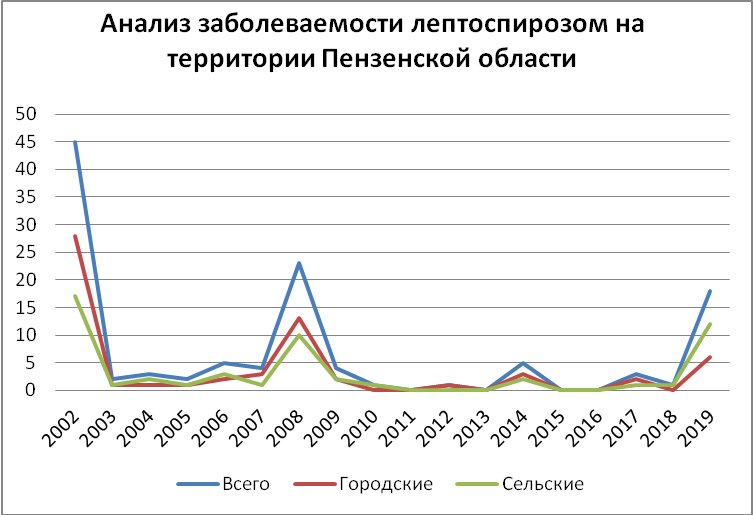 Анализ заболеваемости лептоспирозом на
территории Пензенской области
50
45
40
35
30
25
20
15
10
5
0
2002 2003 2004 2005 2006 2007 2008 2009 2010 2011 2012 2013 2014 2015 2016 2017 2018 2019
Всего Городские Сельские